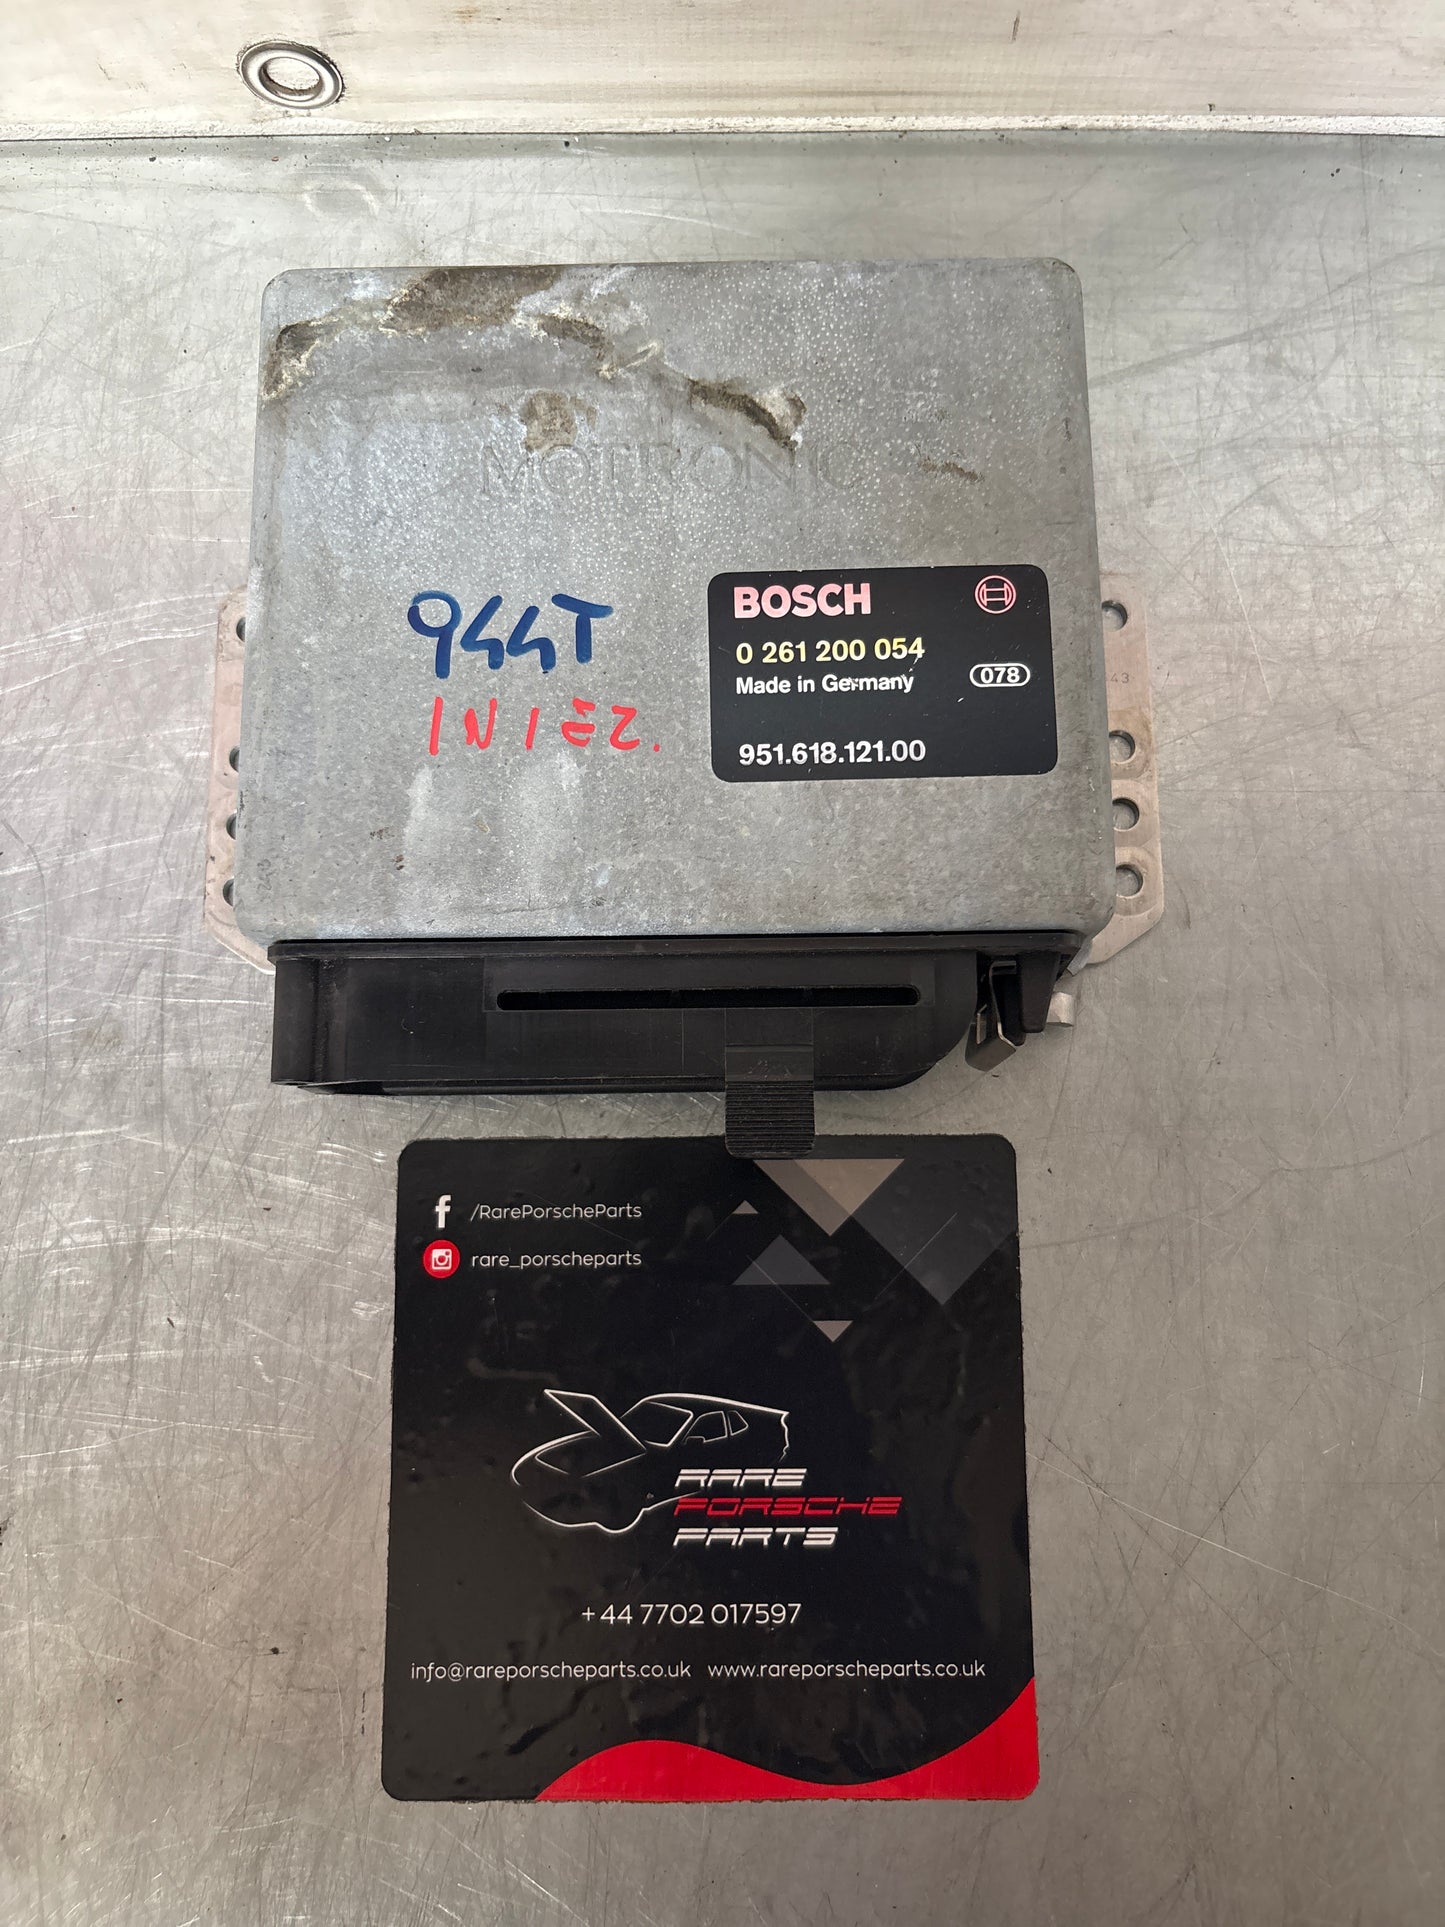 MOTRONIC
944T
INIEZ.
BOSCH
0 261 200 054
Made in Germany
078
951.618.121.00
/RarePorscheParts
rare_porscheparts
RARE
PORSCHE
PARTS
+44 7702 017597
info@rareporscheparts.co.uk www.rareporscheparts.co.uk